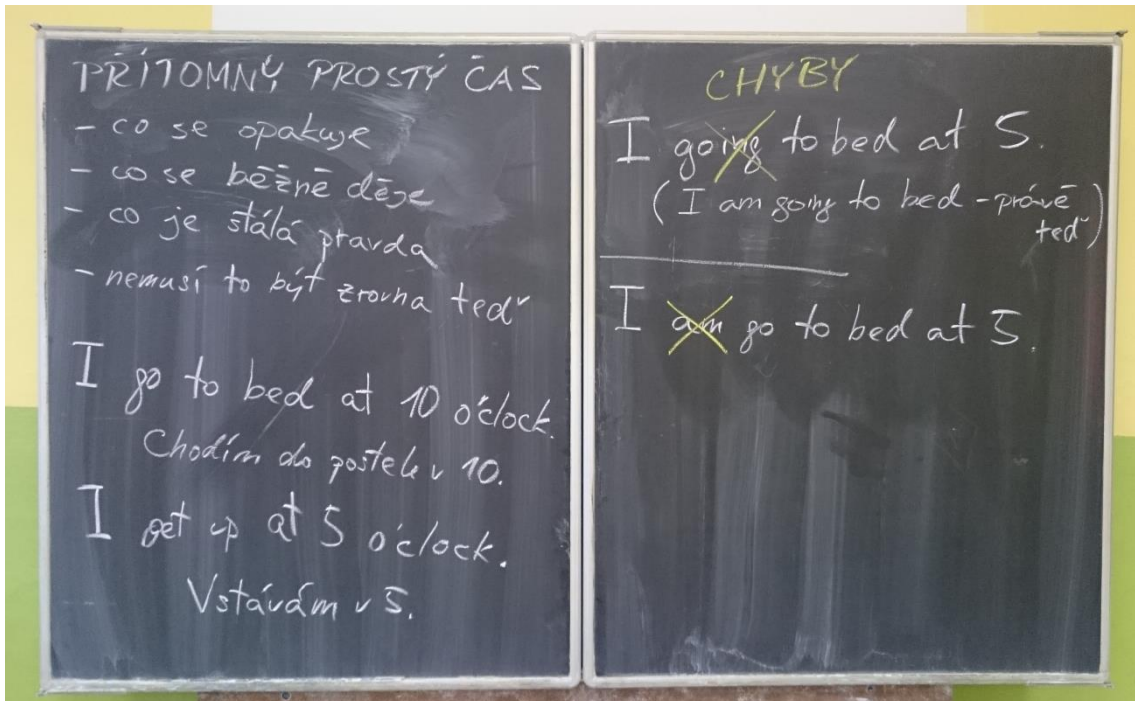 PŘÍTOMNÝ PROSTÝ ČAS
- co se opakuje
- co se běžně děje
- co je stálá pravda
- nemusí to být zrovna teď
I go to bed at 10 o'clock.
Chodím do postele v 10.
I get up at 5 o'clock.
Vstávám v 5.
CHYBY
I going to bed at 5.
(I am going to bed - právě
teď)
I am go to bed at 5.